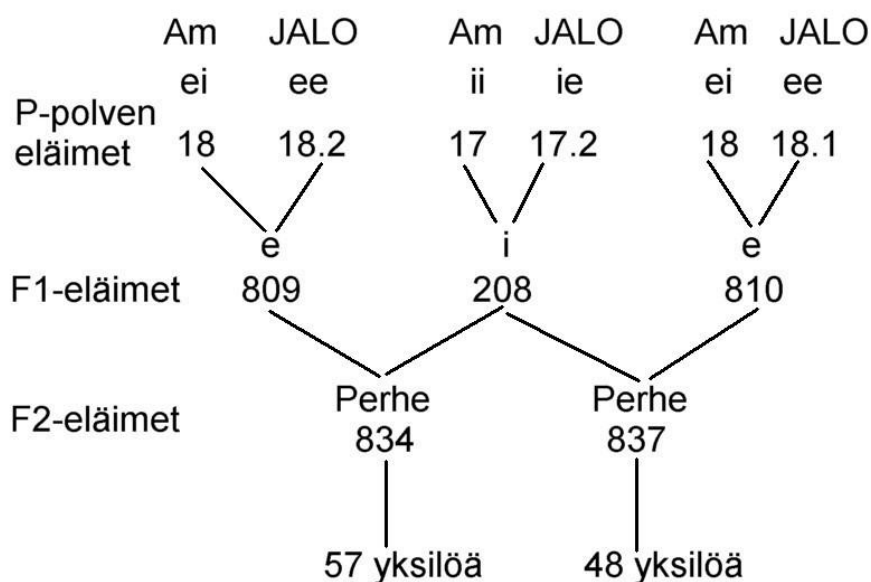 Am JALO Am JALO Am JALO
ei ee ii ie ei ee
P-polven
eläimet 18 18.2 17 17.2 18 18.1
e i e
F1-eläimet 809 208 810
Perhe Perhe
F2-eläimet 834 837
57 yksilöä 48 yksilöä